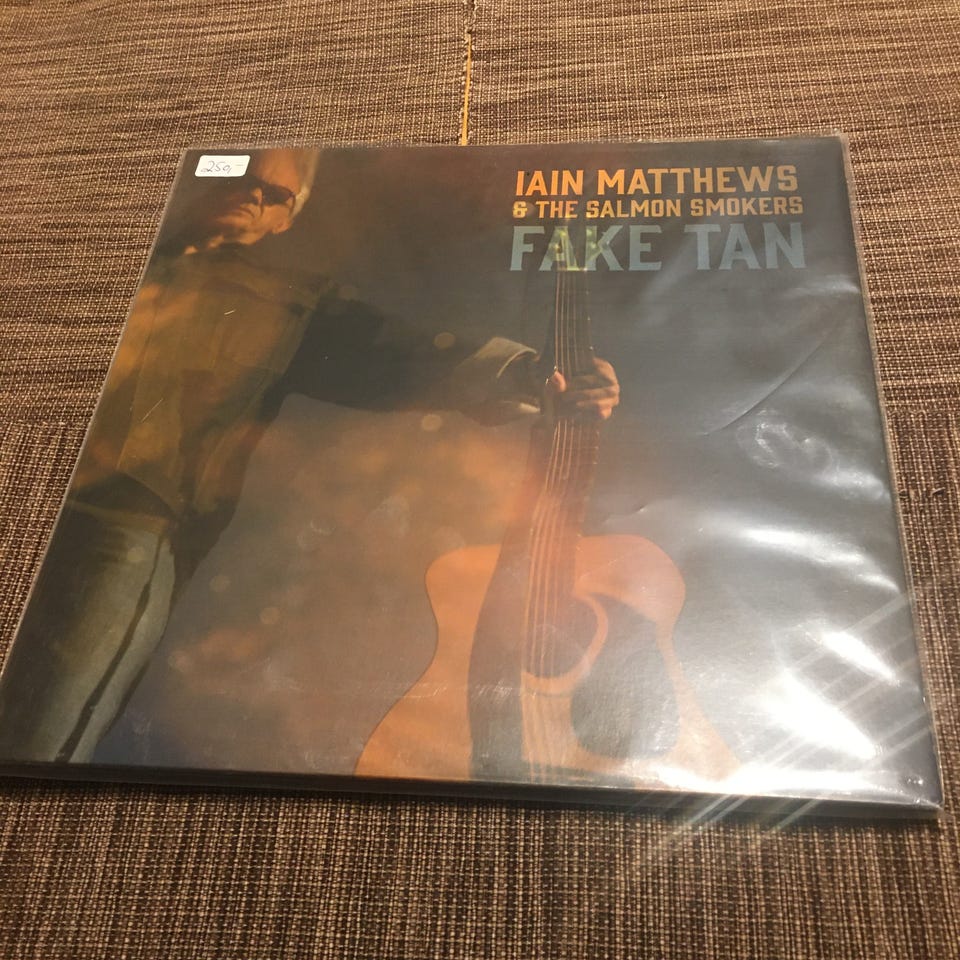 250,-
IAIN MATTHEWS
& THE SALMON SMOKERS
FAKE TAN